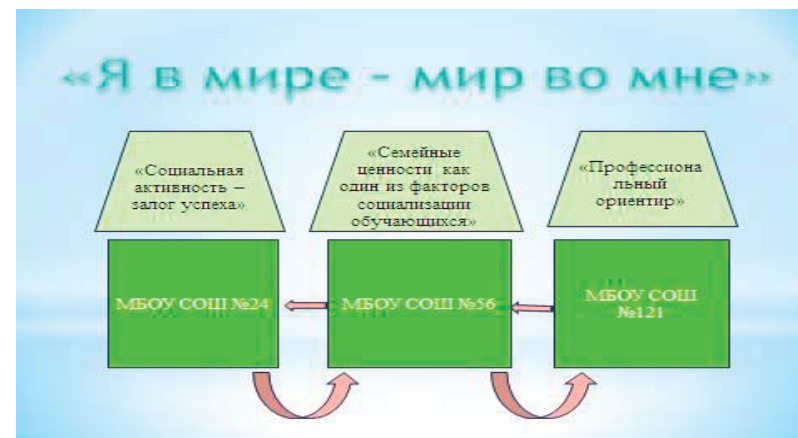 «Я в мире - мир во мне»
«Социальная
активность –
залог успеха»
«Семейные
ценности как
один из факторов
социализации
обучающихся»
«Профессиона
льный
ориентир»
МБОУ СОШ №24
МБОУ СОШ №56
МБОУ СОШ
№121